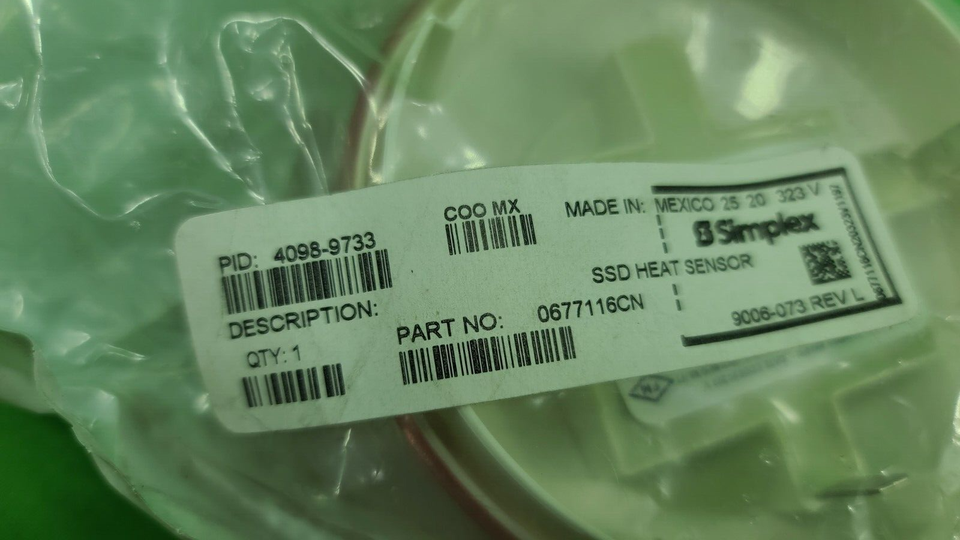 PID: 4098-9733
COO MX
MADE IN: MEXICO 25 20 323 V
Simplex
DESCRIPTION: SSD HEAT SENSOR
QTY: 1
PART NO: 0677116CN
9006-073 REV L